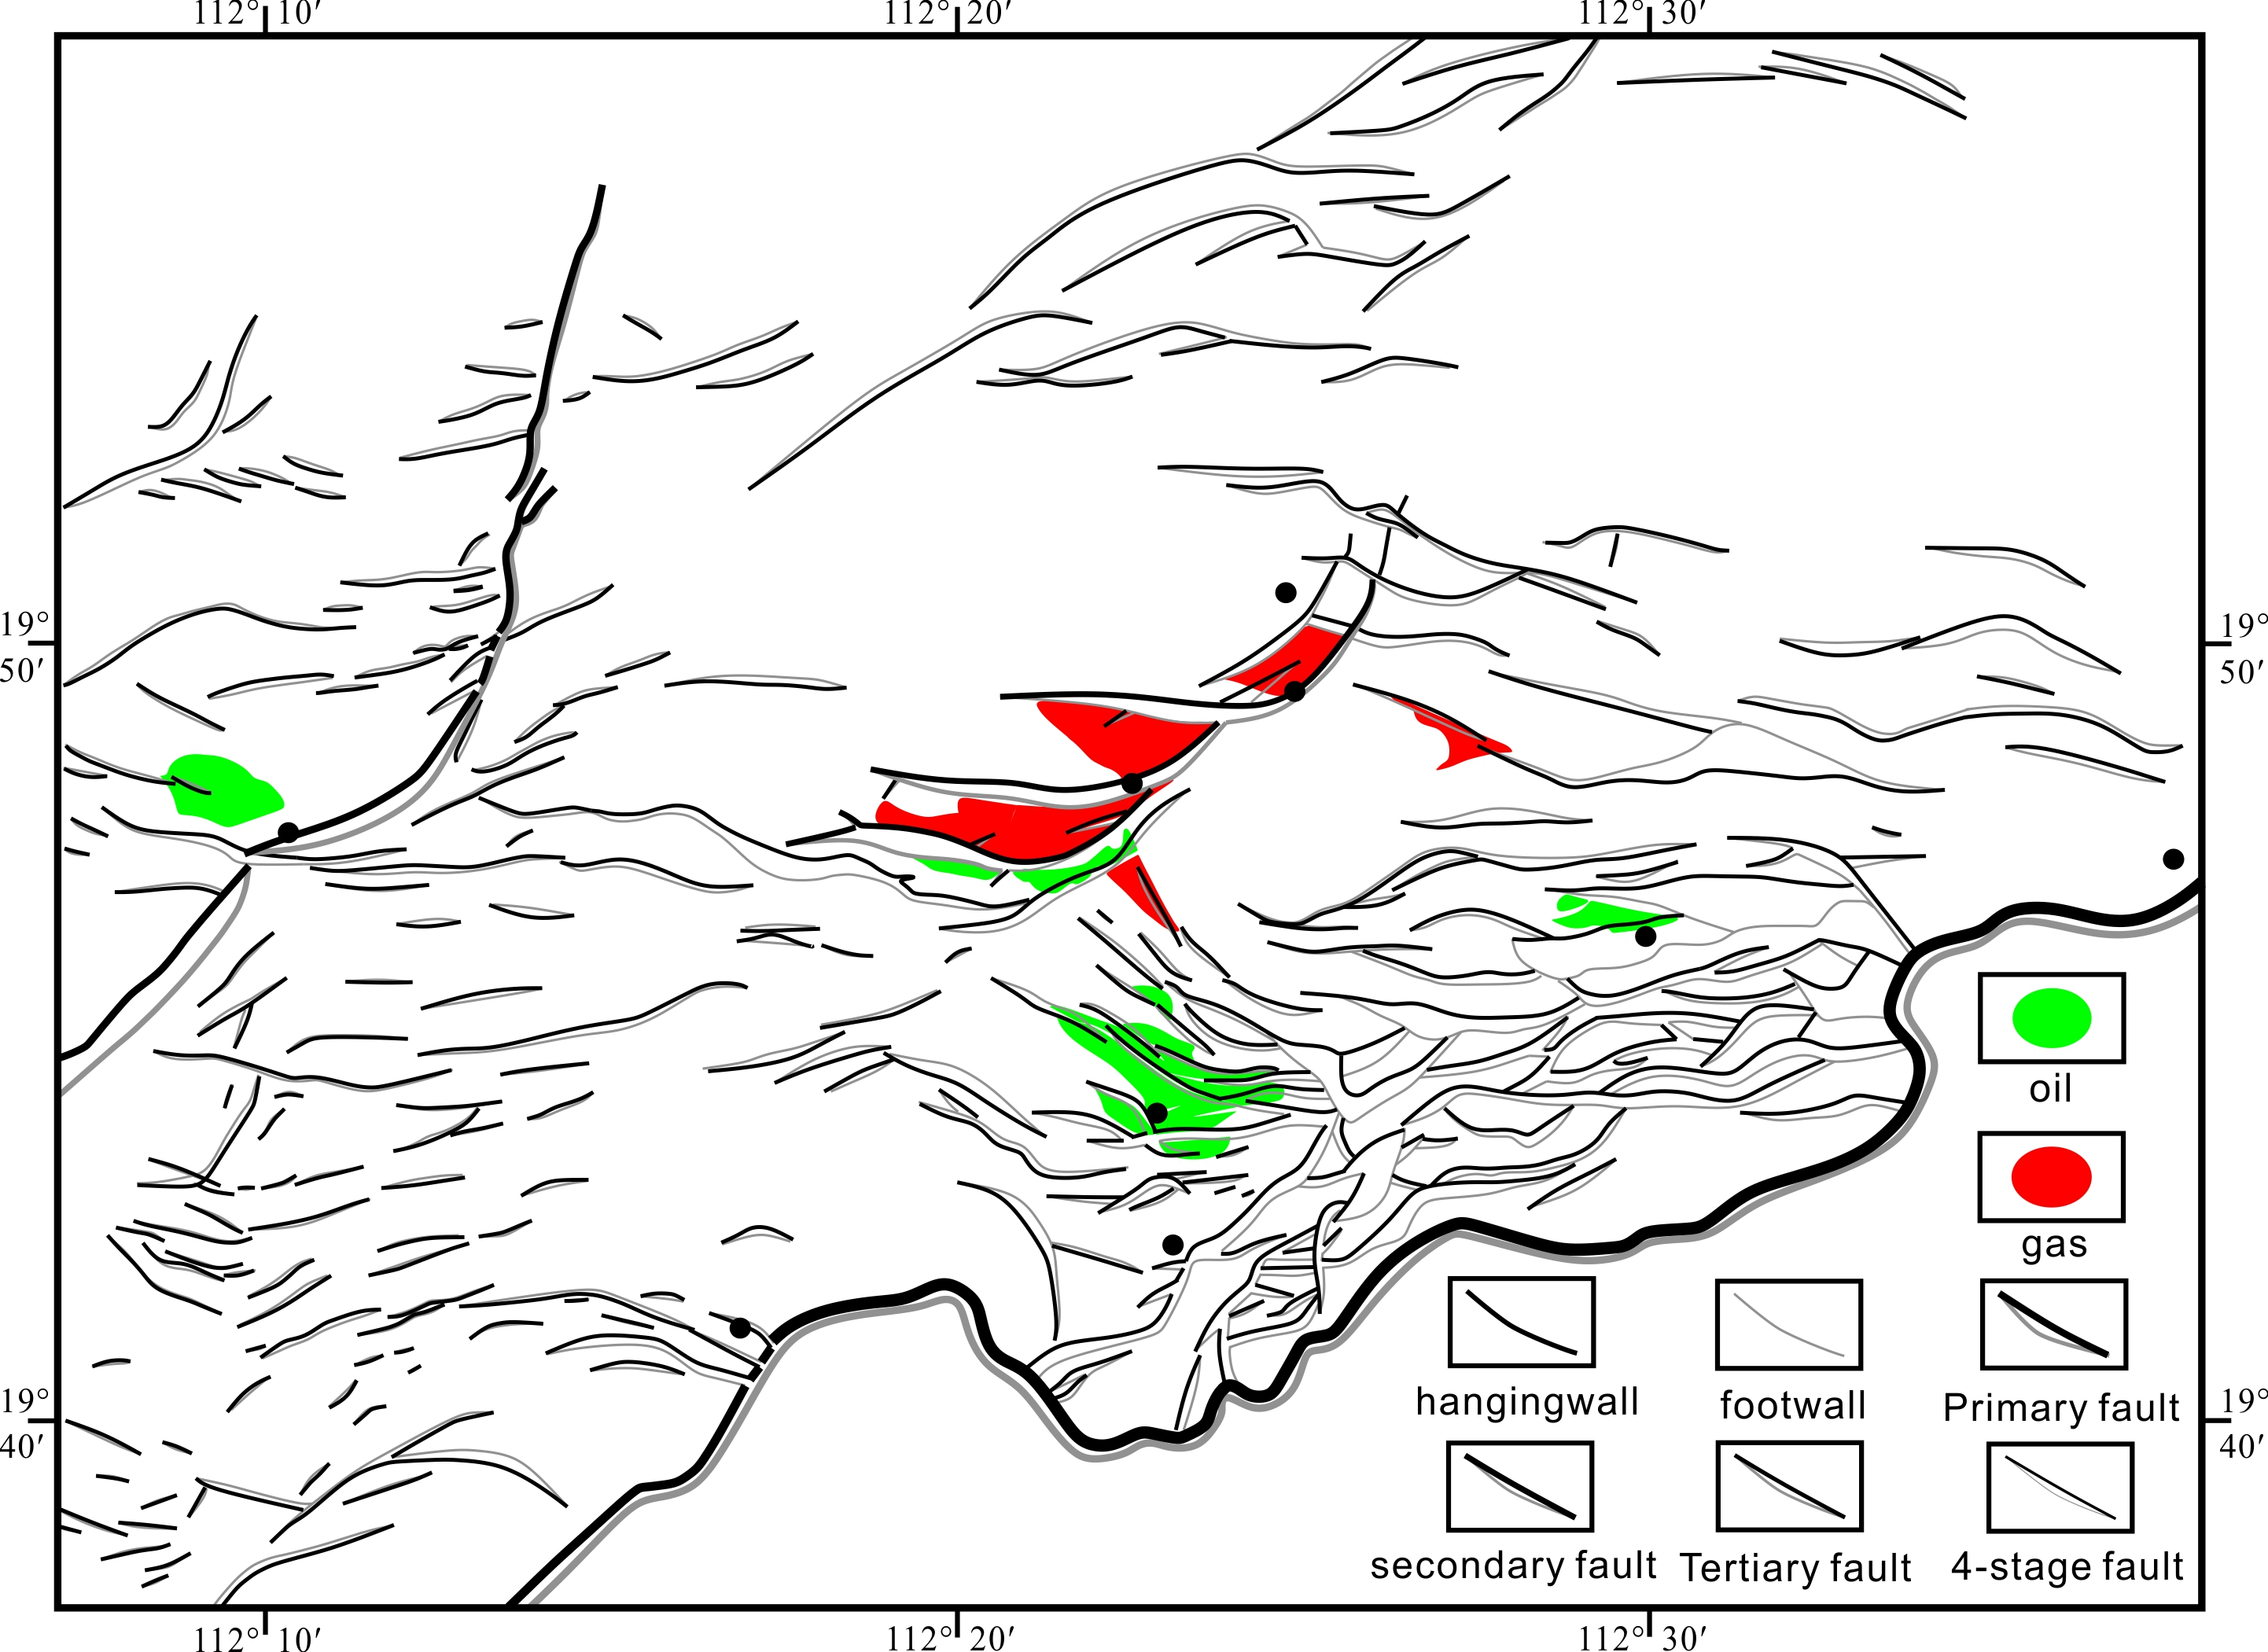 112° 10′
112° 20′
112° 30′
19°
50′
19°
50′
oil
gas
19°
40′
hangingwall
footwall
Primary fault
19°
40′
secondary fault
Tertiary fault
4-stage fault
112° 10′
112° 20′
112° 30′